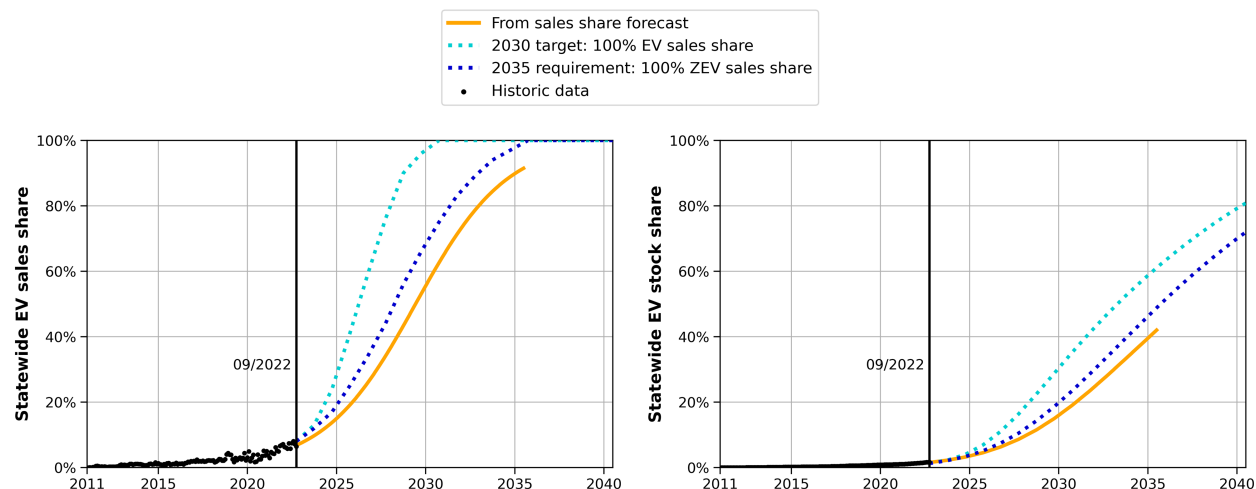 From sales share forecast
2030 target: 100% EV sales share
2035 requirement: 100% ZEV sales share
Historic data
100%
80%
60%
40%
20%
0%
Statewide EV sales share
09/2022
2011 2015 2020 2025 2030 2035 2040
100%
80%
60%
40%
20%
0%
Statewide EV stock share
09/2022
2011 2015 2020 2025 2030 2035 2040